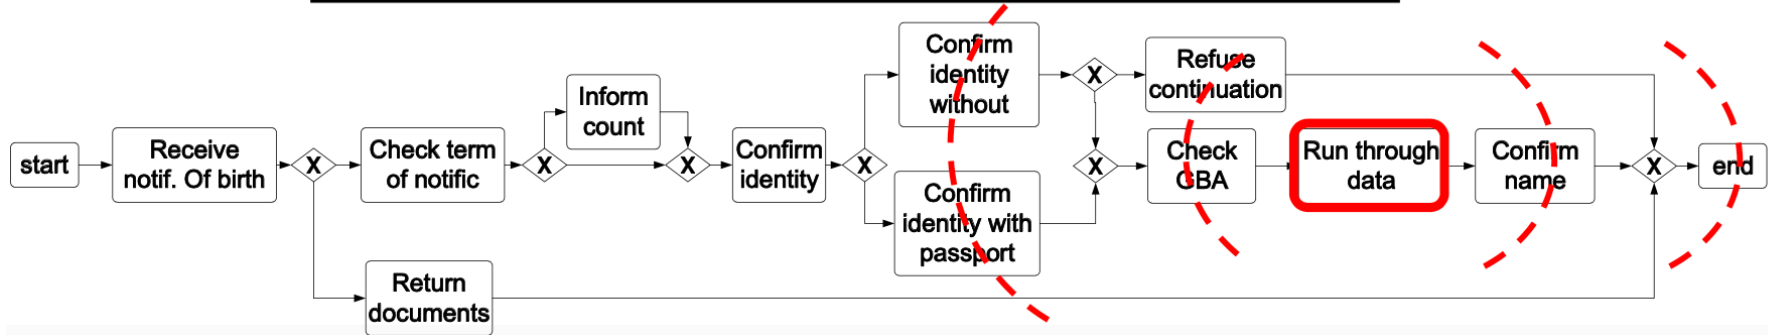 start
Receive
notif. Of birth
X
Check term
of notific
X
Inform
count
X
Confirm
identity
X
Confirm
identity
without
X
Refuse
continuation
Confirm
identity with
passport
X
Check
GBA
Run through
data
Confirm
name
X
end
Return
documents